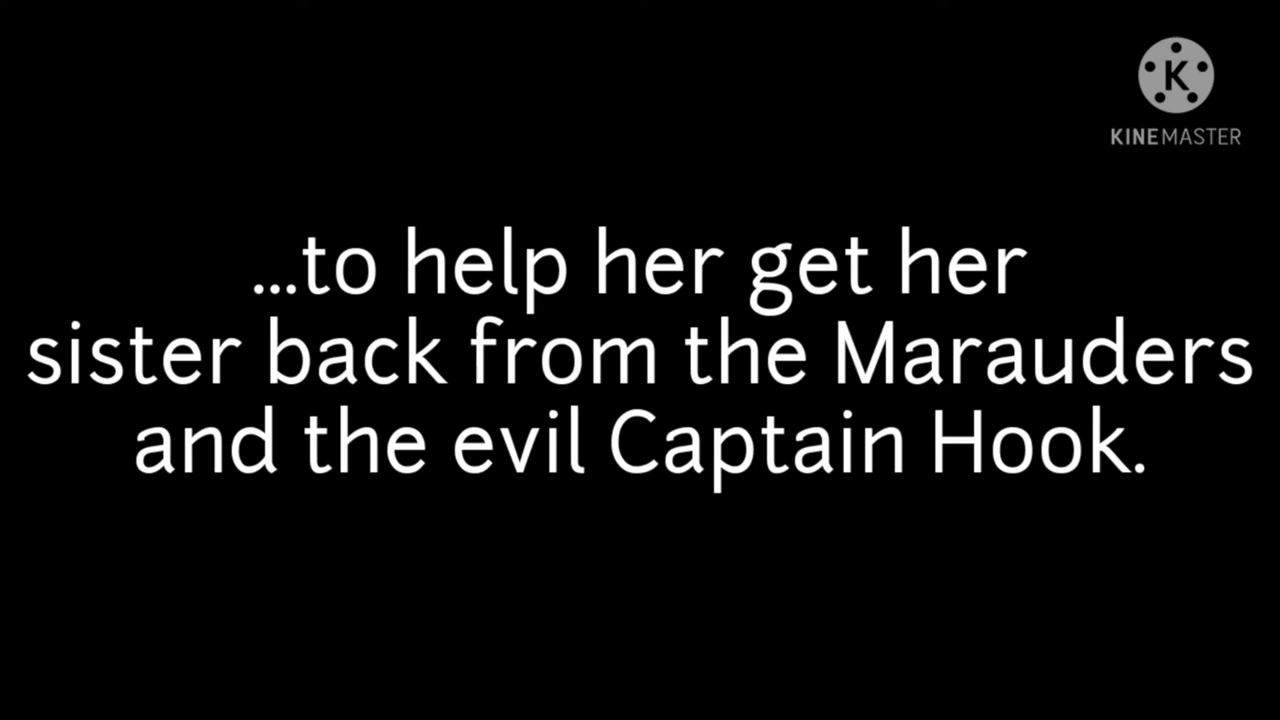 K
KINEMASTER
...to help her get her
sister back from the Marauders
and the evil Captain Hook.